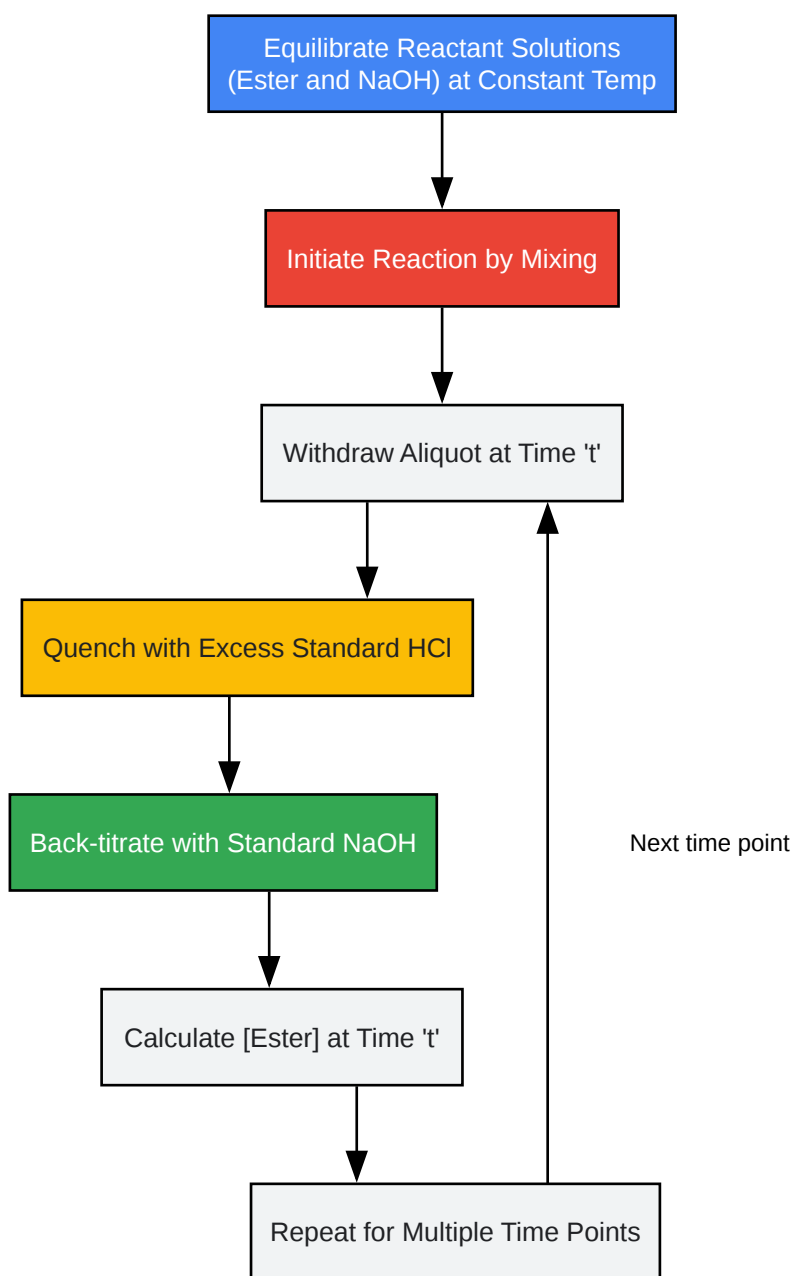 Equilibrate Reactant Solutions
(Ester and NaOH) at Constant Temp
Initiate Reaction by Mixing
Withdraw Aliquot at Time 't'
Quench with Excess Standard HCl
Back-titrate with Standard NaOH
Next time point
Calculate [Ester] at Time 't'
Repeat for Multiple Time Points